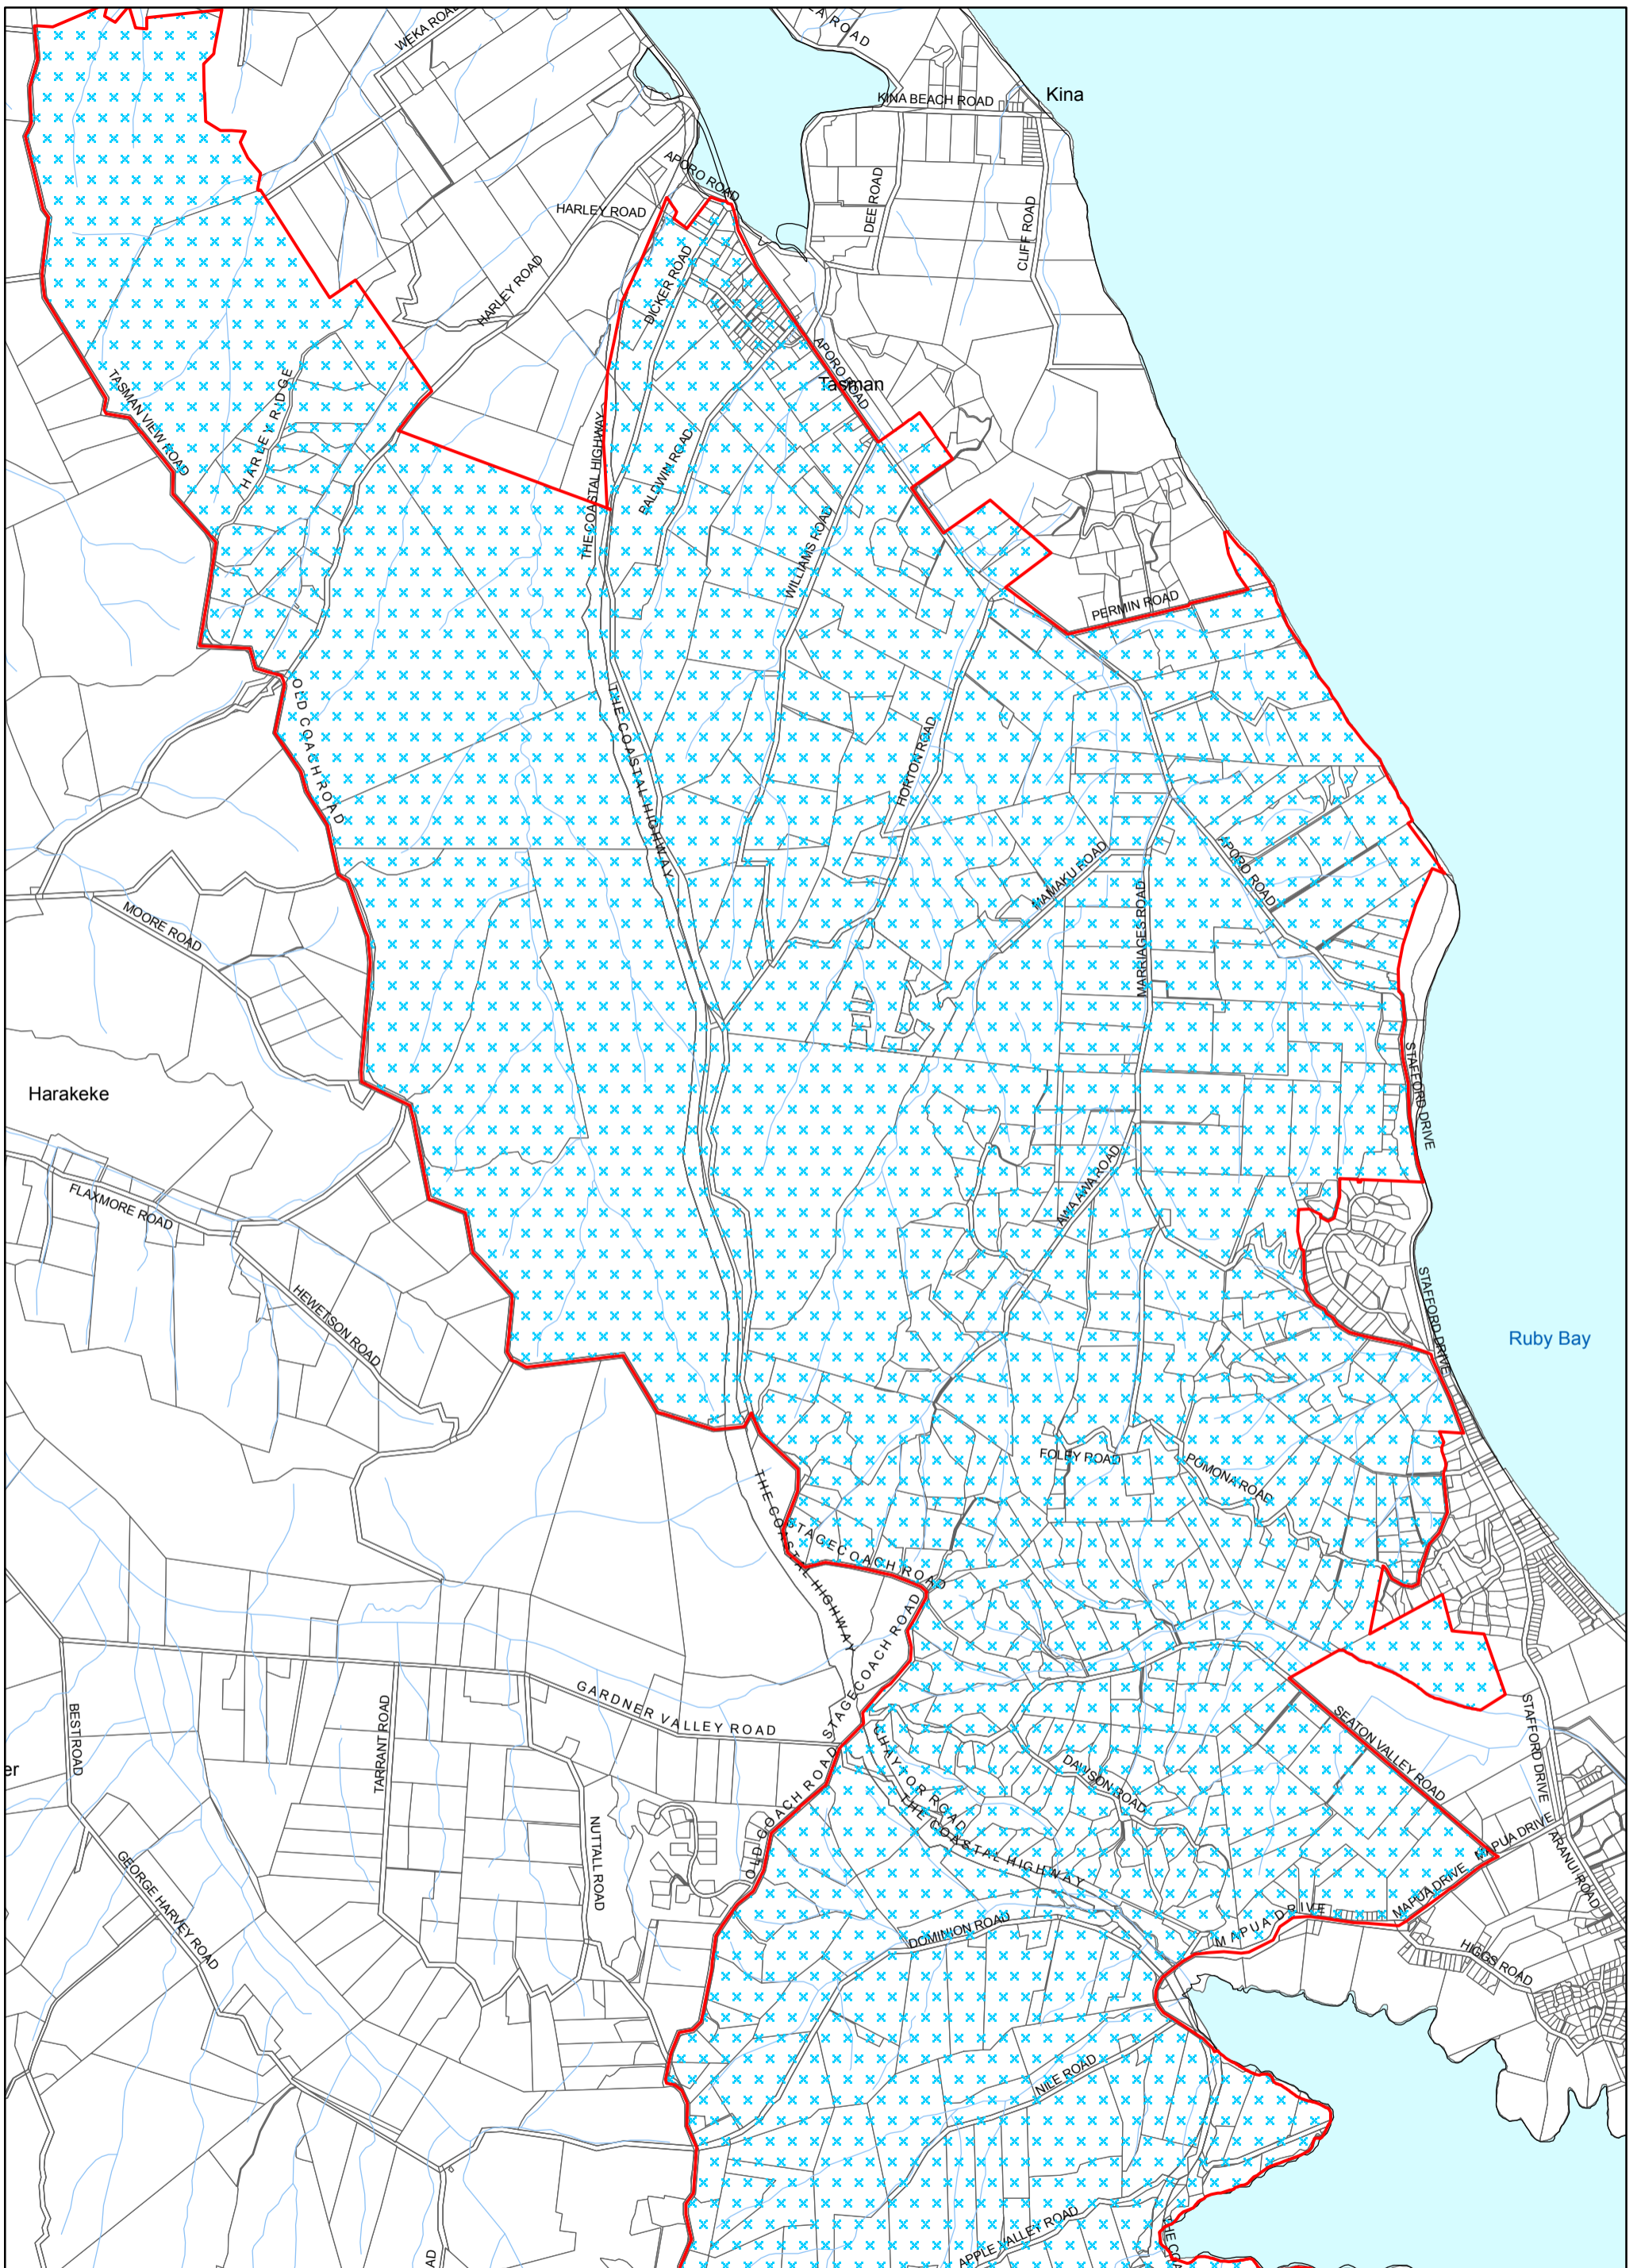 WEKA ROAD
KINA BEACH ROAD
Kina
APORO ROAD
HARLEY ROAD
DEE ROAD
CLIFF ROAD
HARLEY ROAD
DICKER ROAD
APORO ROAD
Tasman
TASMAN VIEW ROAD
HARLEY RIDGE
THE COASTAL HIGHWAY
BALDWIN ROAD
WILLIAMS ROAD
PERMIN ROAD
OLD COACH ROAD
THE COASTAL HIGHWAY
HORTON ROAD
MAMAKU ROAD
APORO ROAD
MARRIAGES ROAD
MOORE ROAD
STAFFORD DRIVE
Harakeke
AWA AWA ROAD
FLAXMORE ROAD
HEWETSON ROAD
STAFFORD DRIVE
Ruby Bay
FOLEY ROAD
POMONA ROAD
THE COASTAL HIGHWAY
STAGECOACH ROAD
STAGECOACH ROAD
GARDNER VALLEY ROAD
BEST ROAD
TARRANT ROAD
SEATON VALLEY ROAD
STAFFORD DRIVE
er
CHAYTOR ROAD
DAWSON ROAD
THE COASTAL HIGHWAY
OLD COACH ROAD
NUTTALL ROAD
MAPUA DRIVE
ARANUI ROAD
GEORGE HARVEY ROAD
MAPUA DRIVE
MAPUA DRIVE
DOMINION ROAD
HIGGS ROAD
NILE ROAD
APPLE VALLEY ROAD